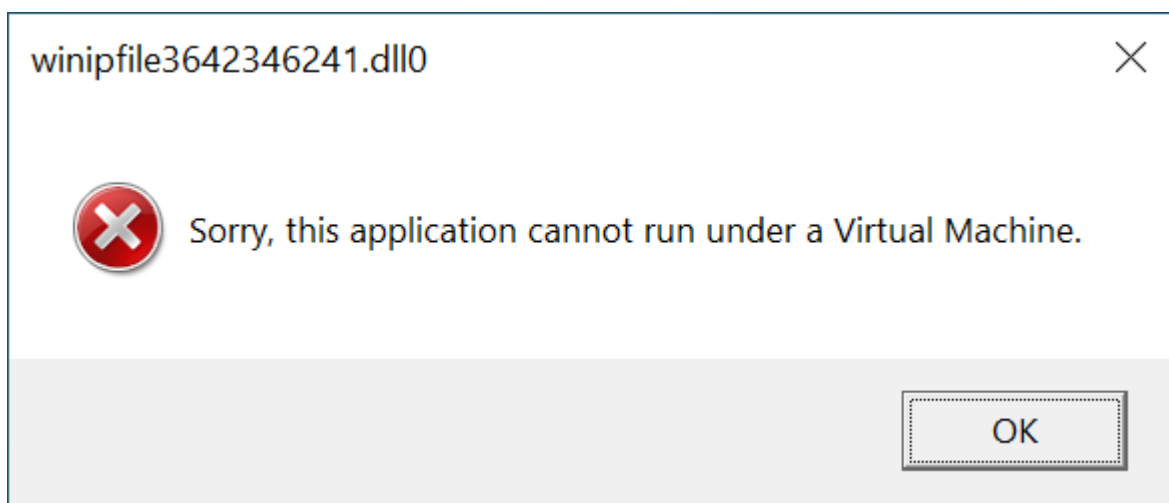 winipfile3642346241.dll0
Sorry, this application cannot run under a Virtual Machine.
OK